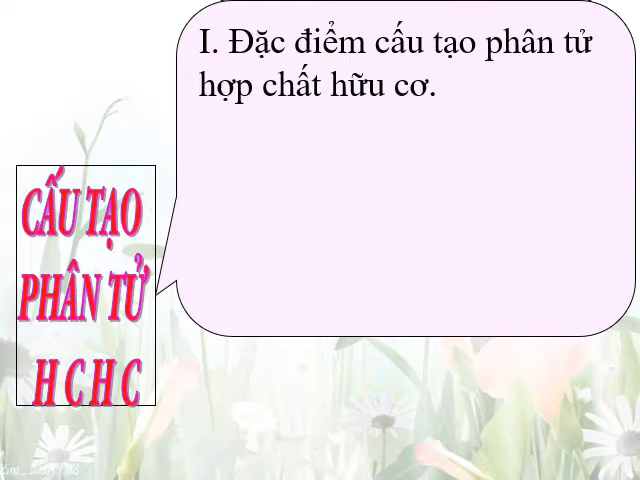 I. Đặc điểm cấu tạo phân tử
hợp chất hữu cơ.
CẤU TẠO
PHÂN TỬ
H C H C